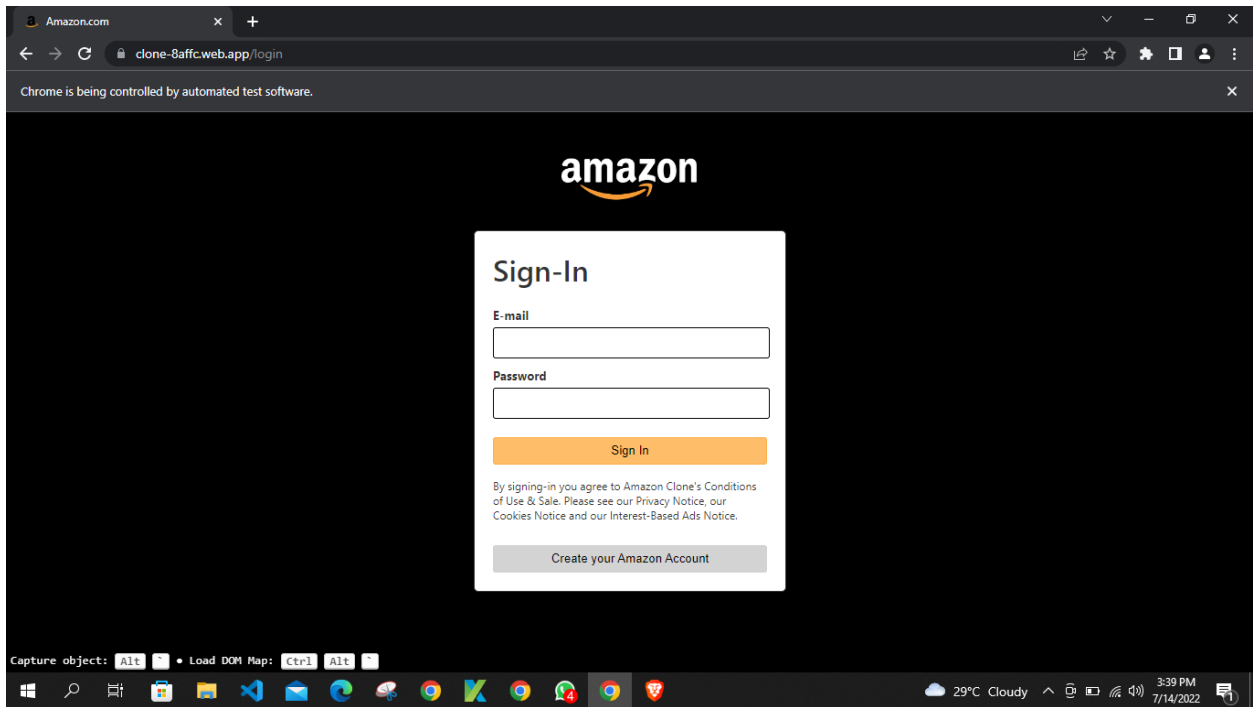 Amazon.com
clone-8affc.web.app/login
Chrome is being controlled by automated test software.
amazon
Sign-In
E-mail
Password
Sign In
By signing-in you agree to Amazon Clone's Conditions
of Use & Sale. Please see our Privacy Notice, our
Cookies Notice and our Interest-Based Ads Notice.
Create your Amazon Account
Capture object: Alt ` • Load DOM Map: Ctrl Alt `
4
29°C Cloudy
3:39 PM
7/14/2022
1